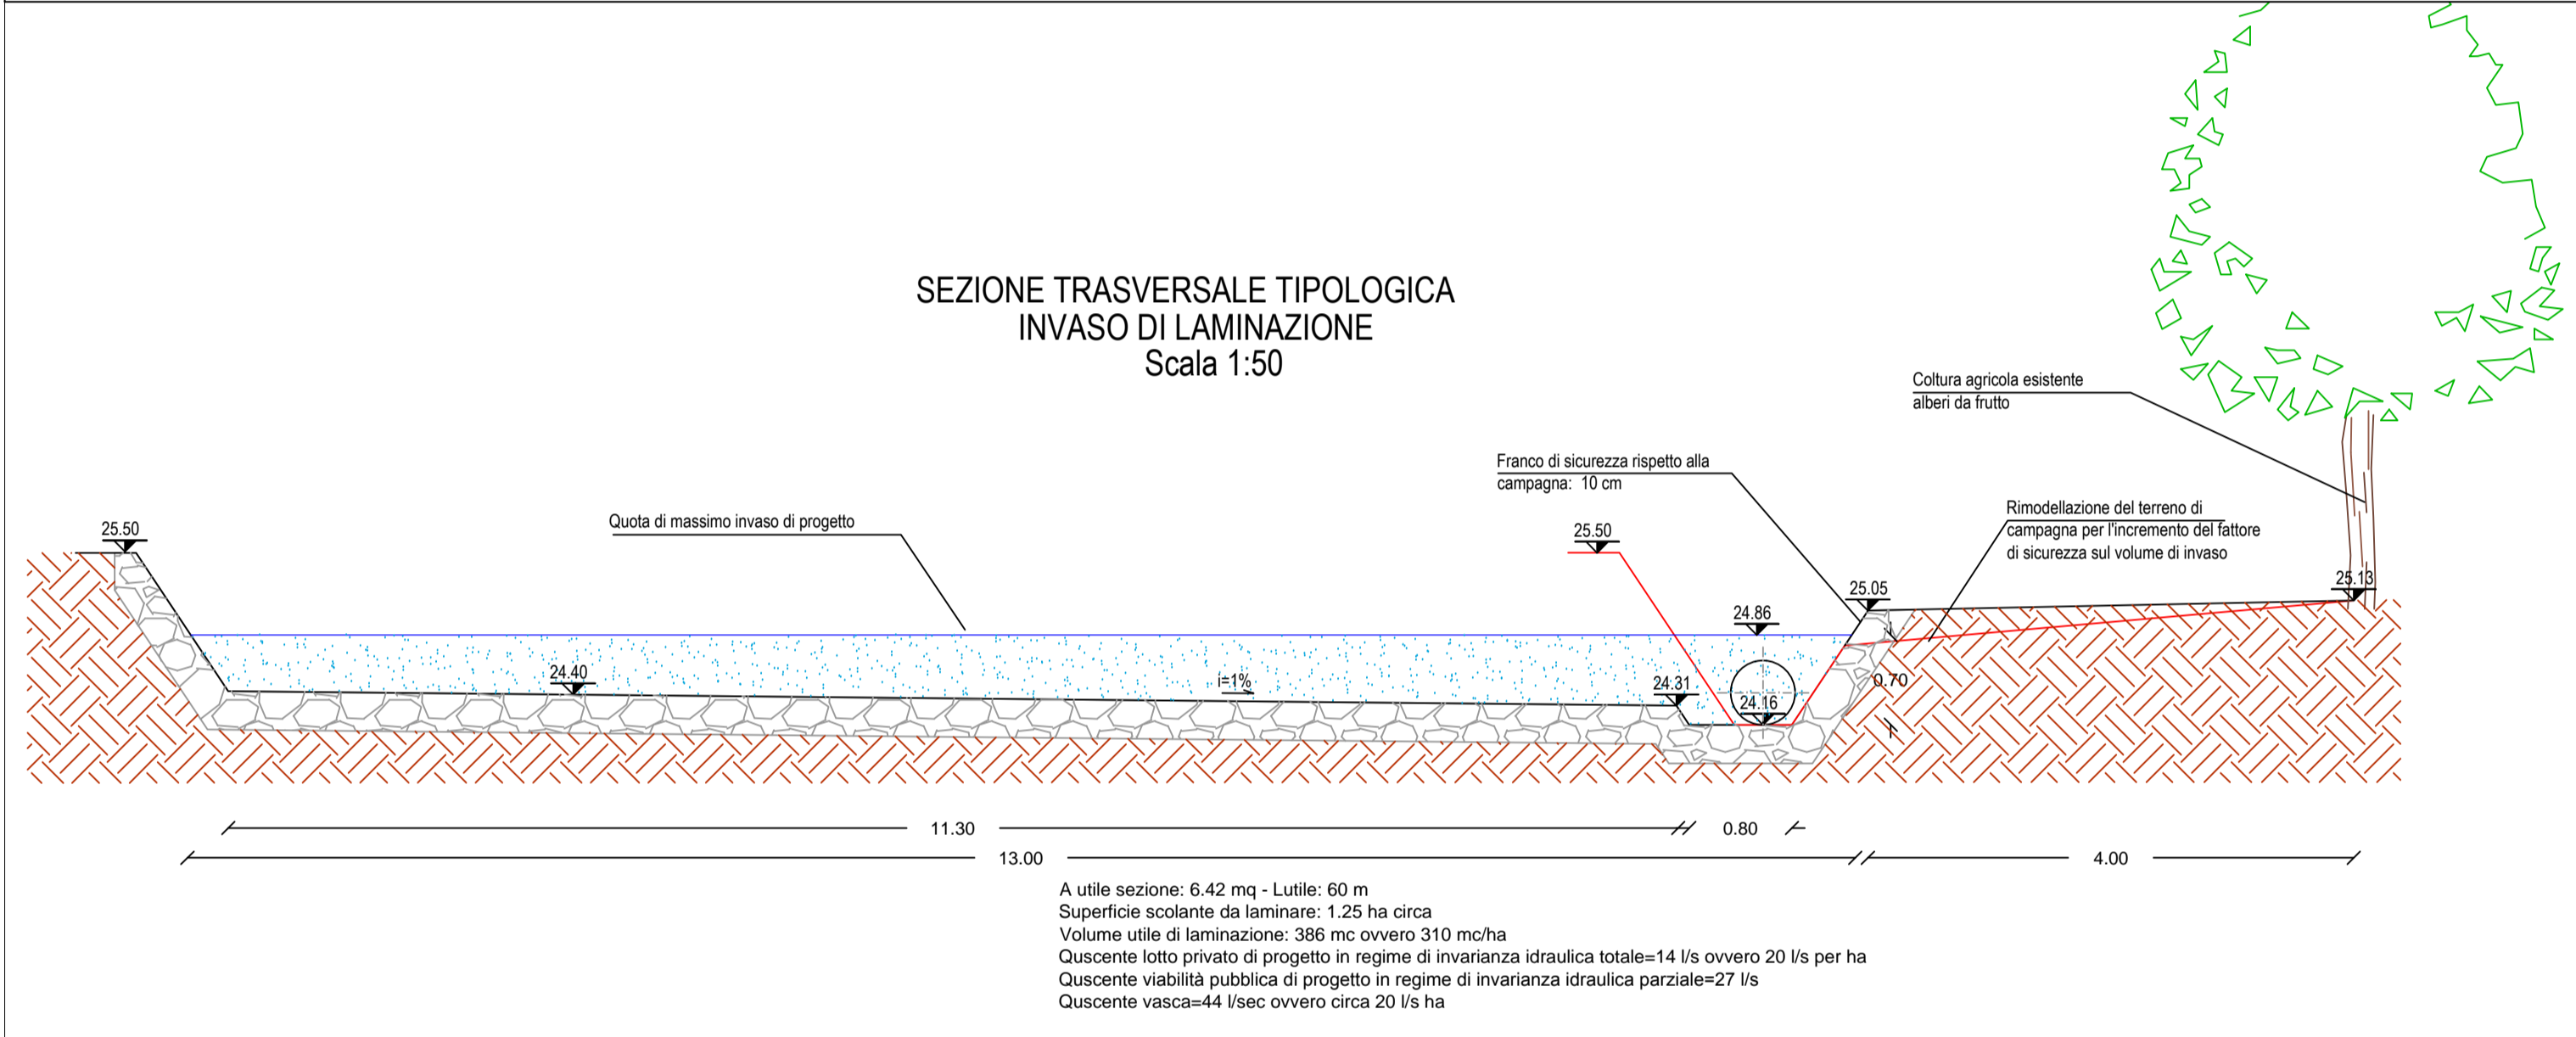 SEZIONE TRASVERSALE TIPOLOGICA
INVASO DI LAMINAZIONE
Scala 1:50
Coltura agricola esistente
alberi da frutto
Franco di sicurezza rispetto alla
campagna: 10 cm
Rimodellazione del terreno di
campagna per l'incremento del fattore
di sicurezza sul volume di invaso
Quota di massimo invaso di progetto
25.50
25.50
25.13
25.05
24.86
24.40
i=1%
24.31
24.16
0.70
11.30
0.80
13.00
4.00
A utile sezione: 6.42 mq - Lutile: 60 m
Superficie scolante da laminare: 1.25 ha circa
Volume utile di laminazione: 386 mc ovvero 310 mc/ha
Quscente lotto privato di progetto in regime di invarianza idraulica totale=14 l/s ovvero 20 l/s per ha
Quscente viabilità pubblica di progetto in regime di invarianza idraulica parziale=27 l/s
Quscente vasca=44 l/sec ovvero circa 20 l/s ha